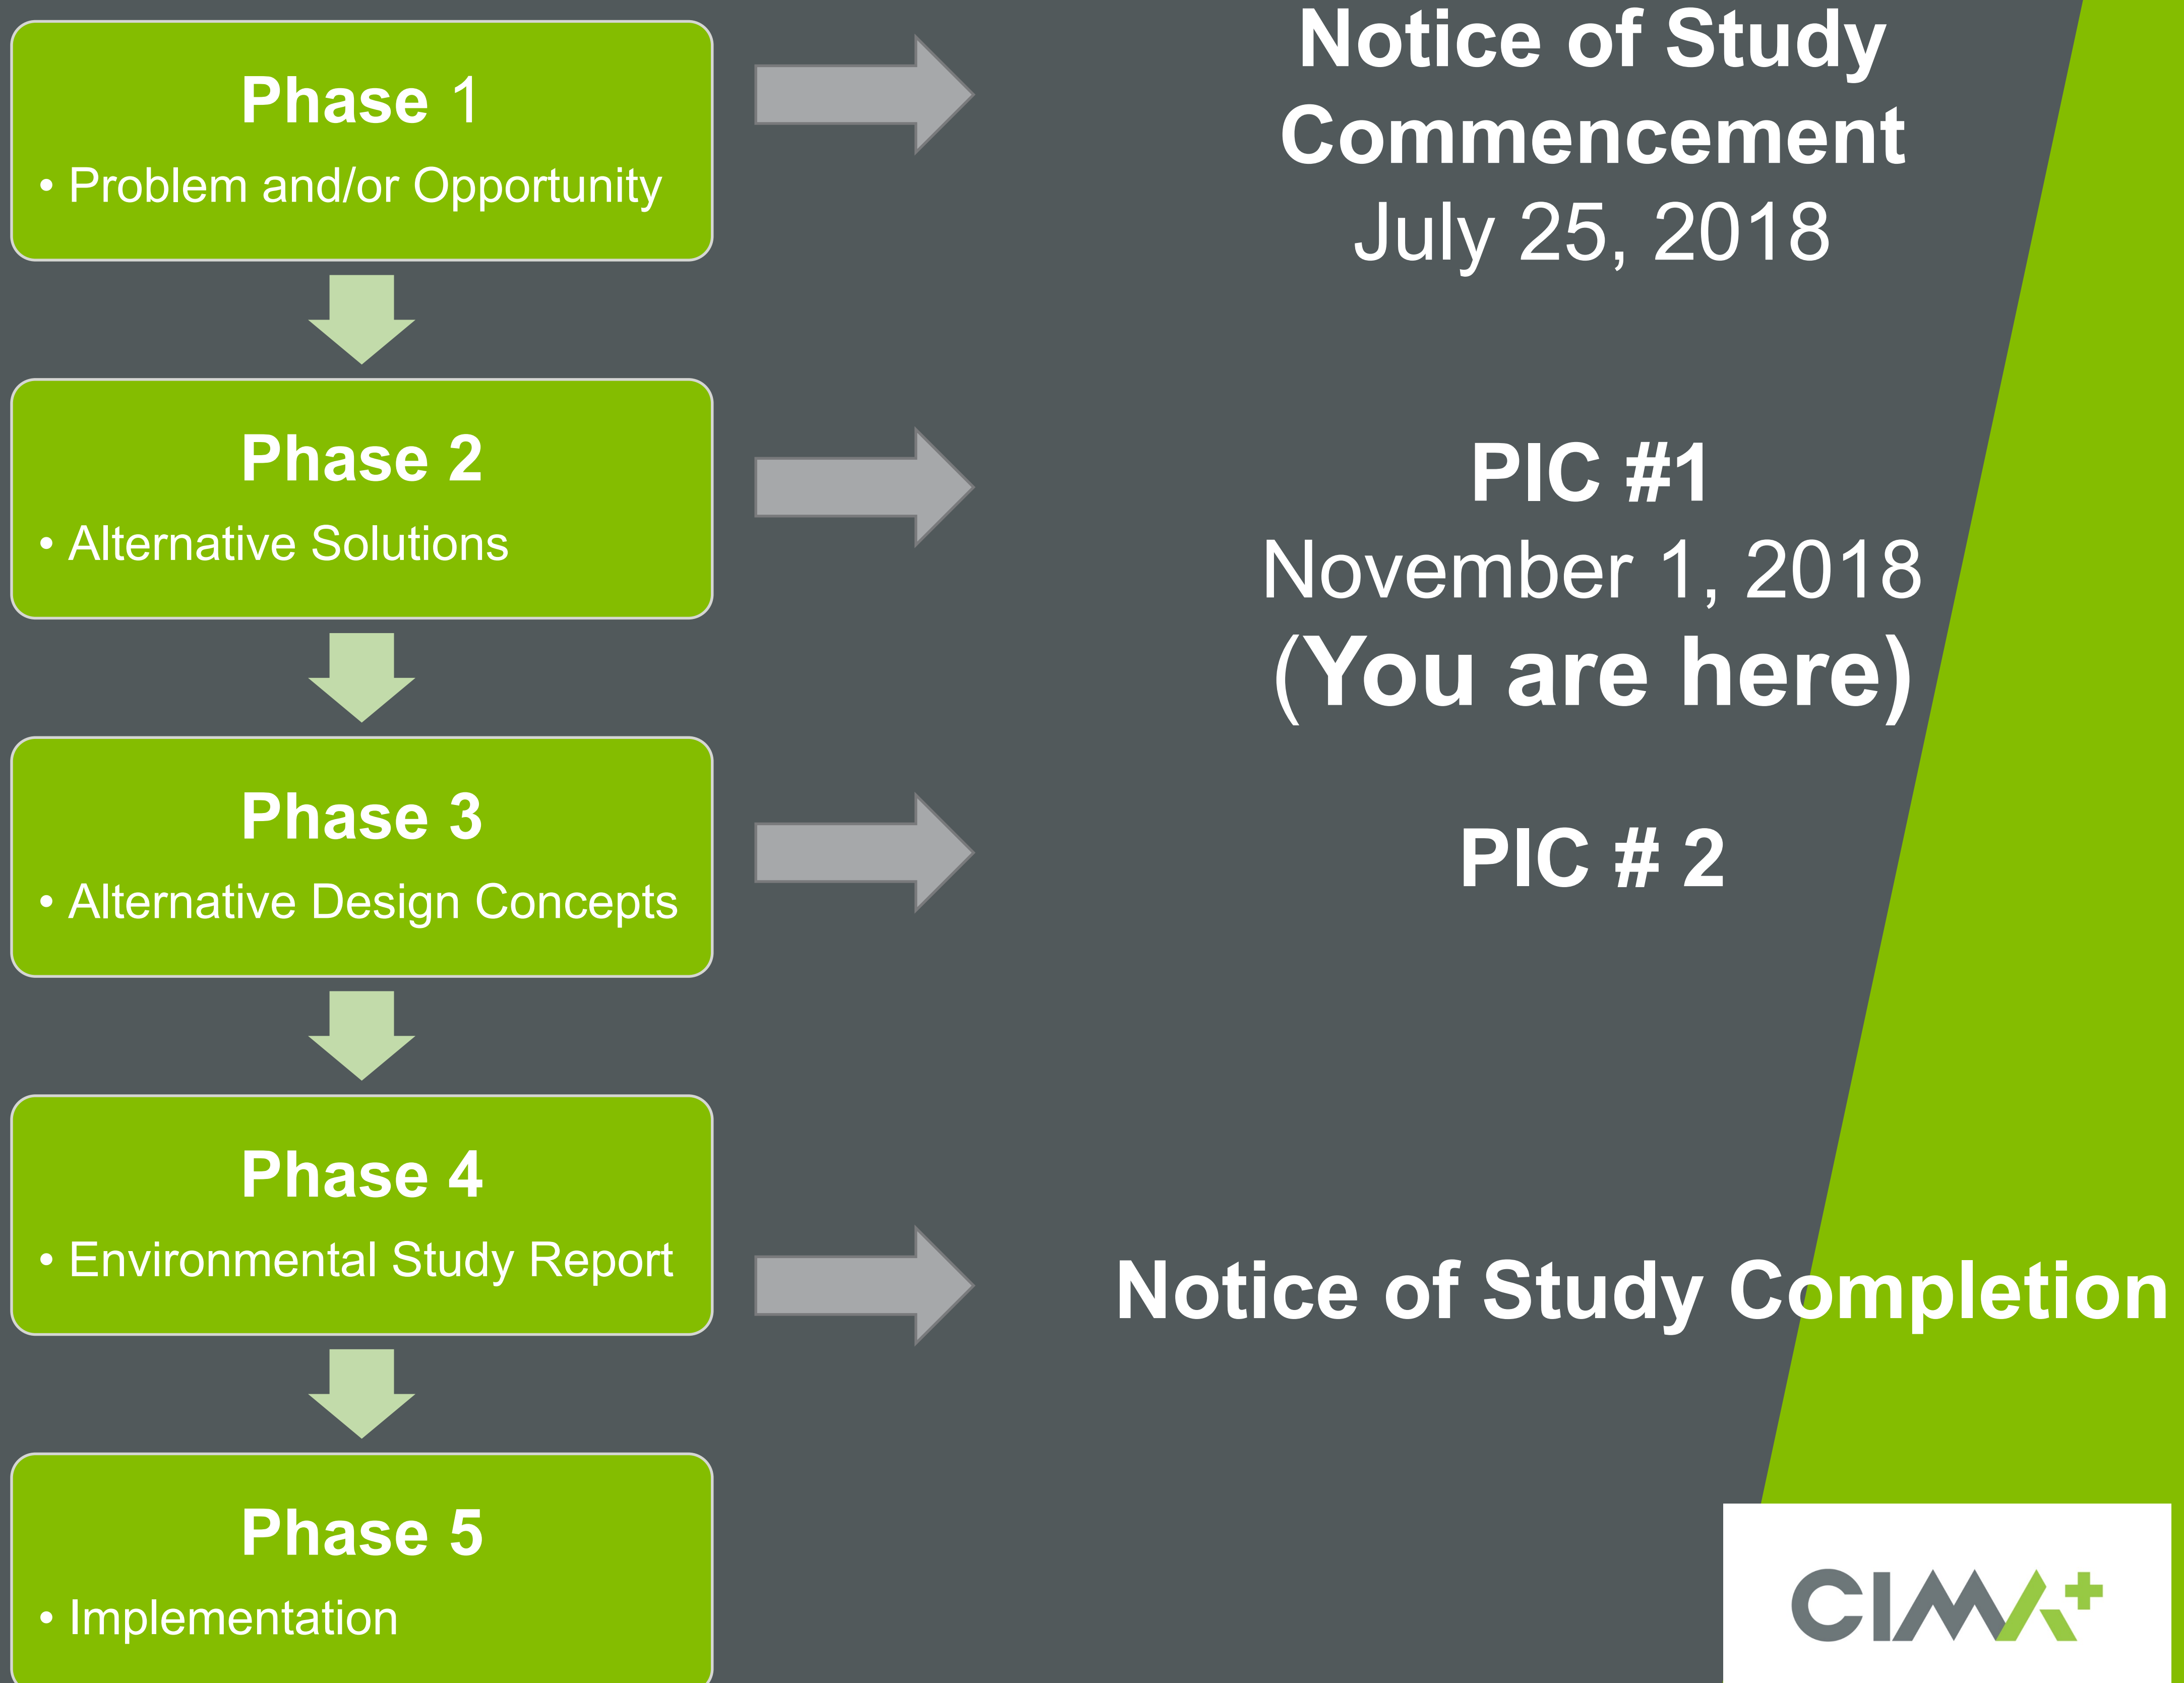 Phase 1
• Problem and/or Opportunity
Notice of Study
Commencement
July 25, 2018
Phase 2
• Alternative Solutions
PIC #1
November 1, 2018
(You are here)
Phase 3
• Alternative Design Concepts
PIC # 2
Phase 4
• Environmental Study Report
Notice of Study Completion
Phase 5
• Implementation
CIMA+